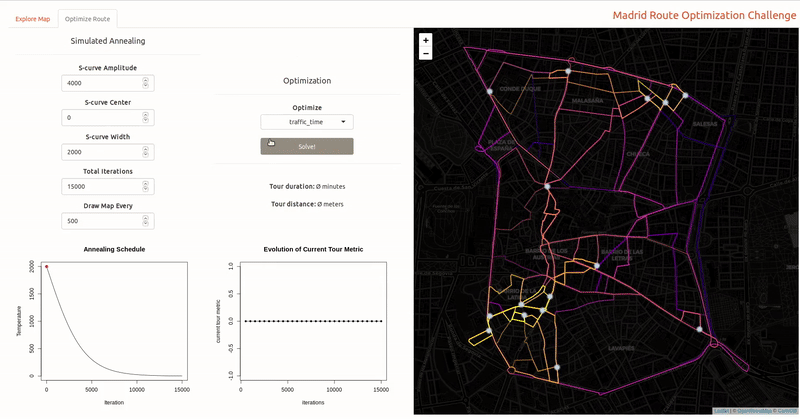 Explore Map
Optimize Route
Madrid Route Optimization Challenge
Simulated Annealing
S-curve Amplitude
4000
S-curve Center
0
S-curve Width
2000
Total Iterations
15000
Draw Map Every
500
Optimization
Optimize
traffic_time
Solve!
Tour duration: Ø minutes
Tour distance: Ø meters
Annealing Schedule
Temperature
2000
1500
1000
500
0
0
5000
10000
15000
Iteration
Evolution of Current Tour Metric
current tour metric
1.0
0.5
0.0
-0.5
-1.0
0
5000
10000
15000
Iterations
+
−
CONDE DUQUE
MALASAÑA
SALESAS
PLAZA DE
ESPAÑA
CHUECA
BARRIO DE LOS
AUSTRIAS
BARRIO DE LAS
LETRAS
BARRIO DE LA
LATINA
LAVAPIÉS
Leaflet | © OpenStreetMap © CartoDB